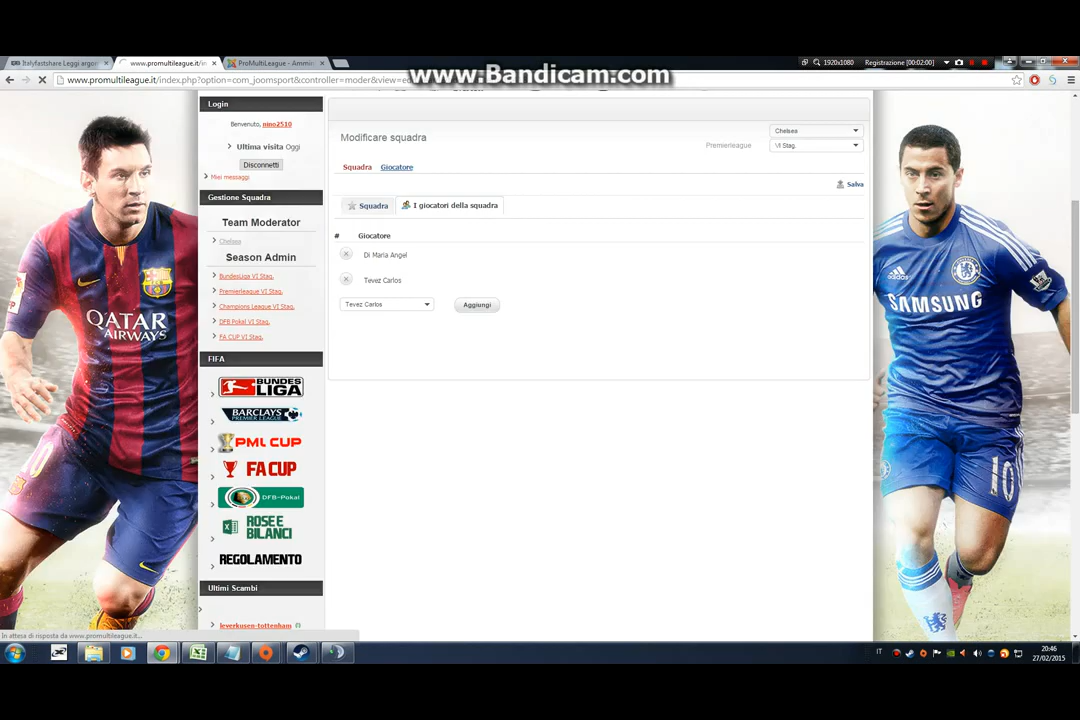 Italyfastshare Leggi argon
www.promultileague.it/in
ProMultiLeague - Ammini
1920x1080
Registrazione [00:02:00]
www.promultileague.it/index.php?option=com_joomsport&controller=moder&view=ed
www.Bandicam.com
Login
Benvenuto, nino2510
Ultima visita Oggi
Disconnetti
Miei messaggi
Gestione Squadra
Team Moderator
Chelsea
Season Admin
BundesLiga VI Stag.
Premierleague VI Stag.
Champions League VI Stag.
DFB Pokal VI Stag.
FA CUP VI Stag.
FIFA
BUNDES
LIGA
BARCLAYS
PREMIER LEAGUE
PML CUP
FA CUP
DFB-Pokal
ROSE E
BILANCI
REGOLAMENTO
Ultimi Scambi
leverkusen-tottenham
Modificare squadra
Chelsea
Premierleague
VI Stag.
Squadra
Giocatore
Salva
Squadra
I giocatori della squadra
#
Giocatore
Di Maria Angel
Tevez Carlos
Tevez Carlos
Aggiungi
QATAR
AIRWAYS
adidas
SAMSUNG
10
In attesa di risposta da www.promultileague.it...
IT
20:46
27/02/2015